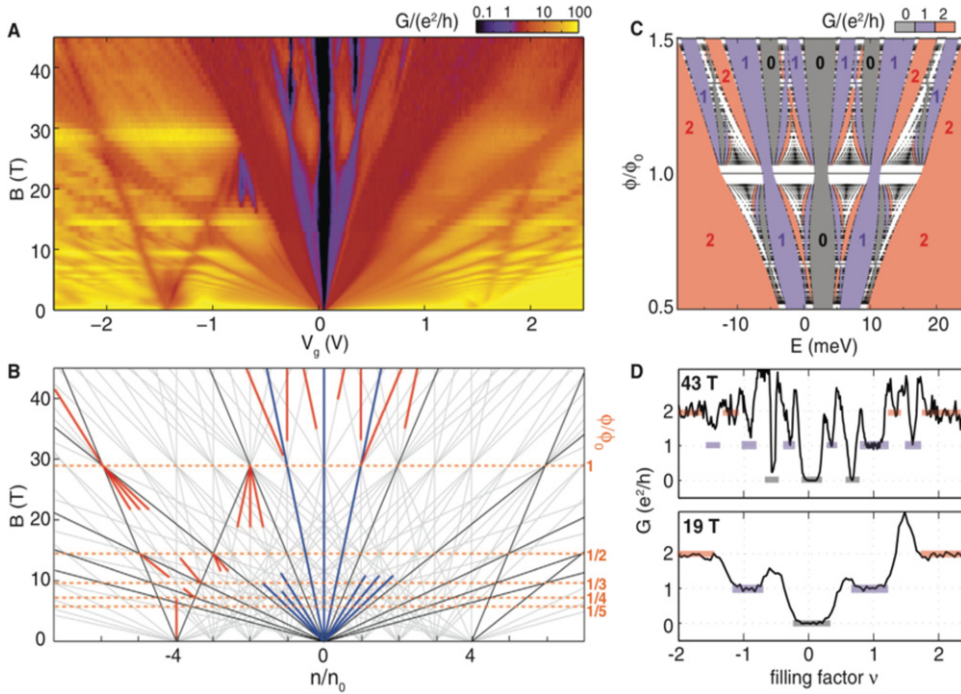 A
G/(e²/h)
0.1 1 10 100
40
30
20
10
0
B (T)
−2 −1 0 1 2
Vg (V)
B
40
30
20
10
0
B (T)
-4 0 4
n/n₀
ϕ/ϕ₀
1
1/2
1/3
1/4
1/5
C
G/(e²/h)
0 1 2
1.5
1.0
0.5
ϕ/ϕ₀
2 1 2 1 0 1 0 1 0 1 2 1 2
2 1 0 1 2
-10 0 10 20
E (meV)
D
43 T
2
1
0
19 T
2
1
0
G (e²/h)
-2 -1 0 1 2
filling factor ν